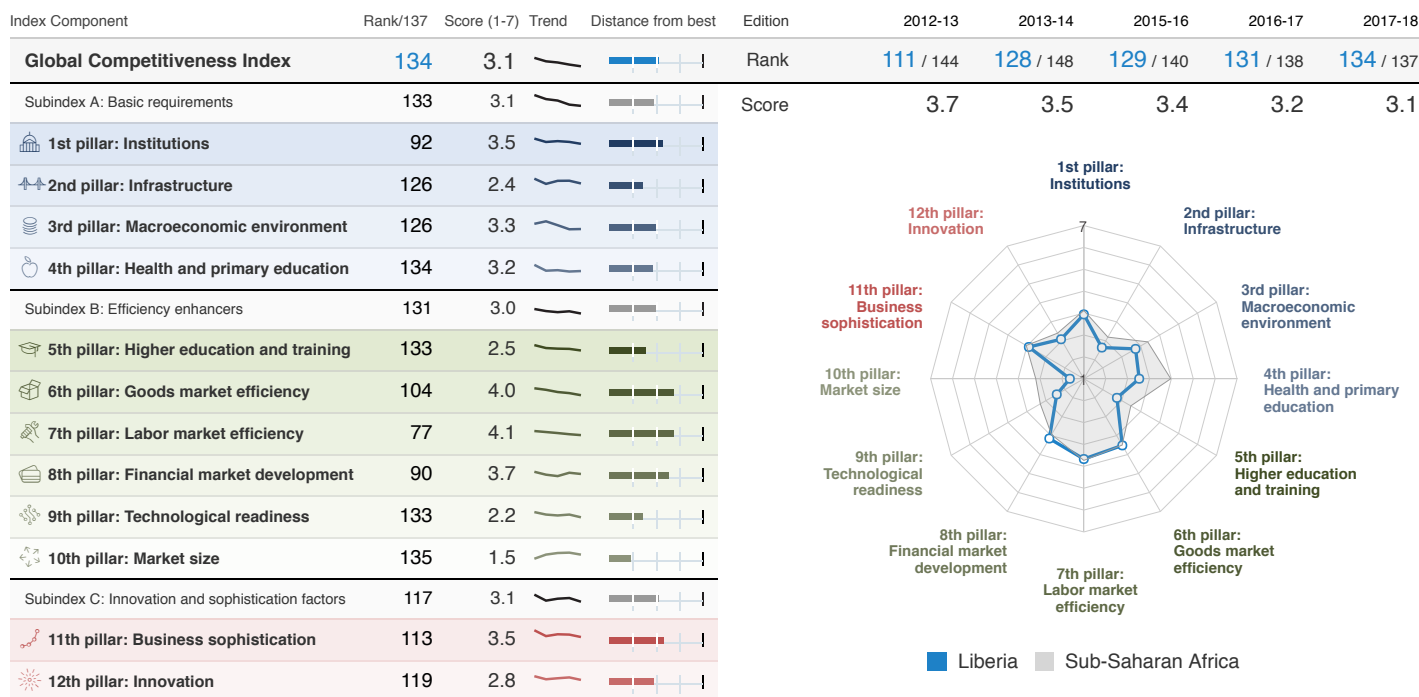 Index Component Rank/137 Score (1-7) Trend Distance from best
Global Competitiveness Index 134 3.1
Subindex A: Basic requirements 133 3.1
1st pillar: Institutions 92 3.5
2nd pillar: Infrastructure 126 2.4
3rd pillar: Macroeconomic environment 126 3.3
4th pillar: Health and primary education 134 3.2
Subindex B: Efficiency enhancers 131 3.0
5th pillar: Higher education and training 133 2.5
6th pillar: Goods market efficiency 104 4.0
7th pillar: Labor market efficiency 77 4.1
8th pillar: Financial market development 90 3.7
9th pillar: Technological readiness 133 2.2
10th pillar: Market size 135 1.5
Subindex C: Innovation and sophistication factors 117 3.1
11th pillar: Business sophistication 113 3.5
12th pillar: Innovation 119 2.8
Edition 2012-13 2013-14 2015-16 2016-17 2017-18
Rank 111 / 144 128 / 148 129 / 140 131 / 138 134 / 137
Score 3.7 3.5 3.4 3.2 3.1
1st pillar:
Institutions
2nd pillar:
Infrastructure
3rd pillar:
Macroeconomic
environment
4th pillar:
Health and primary
education
5th pillar:
Higher education
and training
6th pillar:
Goods market
efficiency
7th pillar:
Labor market
efficiency
8th pillar:
Financial market
development
9th pillar:
Technological
readiness
10th pillar:
Market size
11th pillar:
Business
sophistication
12th pillar:
Innovation
7
1
Liberia Sub-Saharan Africa